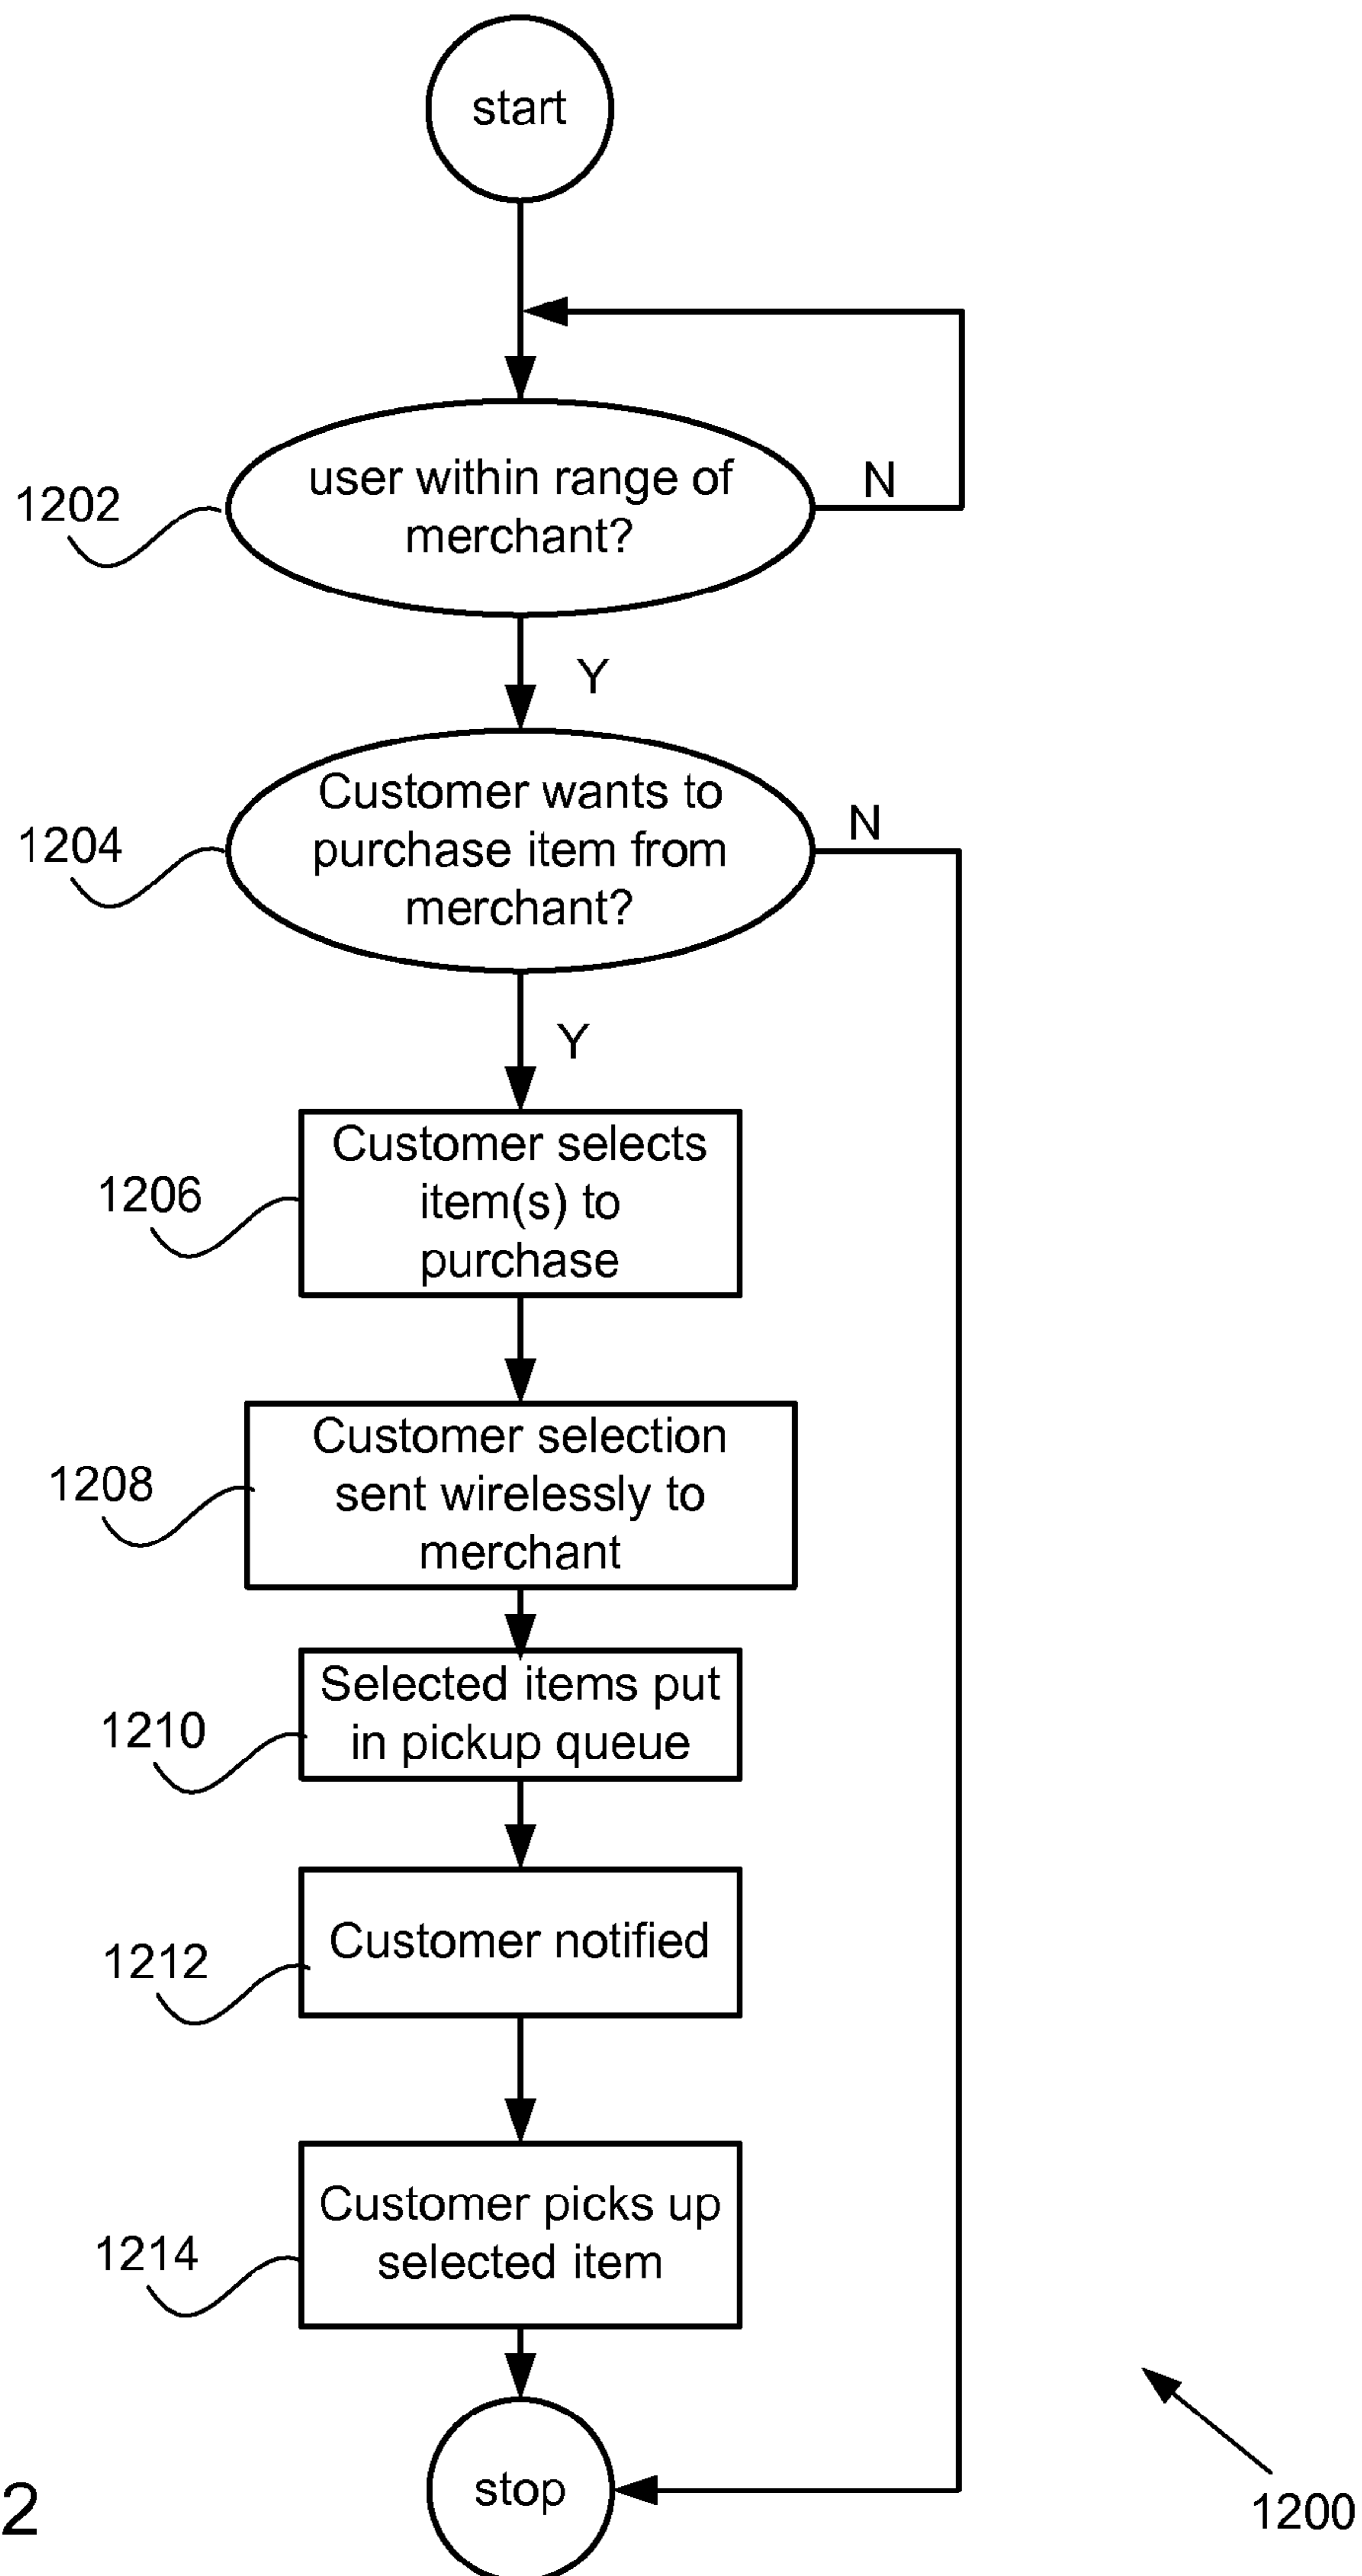 start
user within range of
merchant?
N
1202
Y
Customer wants to
purchase item from
merchant?
N
1204
Y
Customer selects
item(s) to
purchase
1206
Customer selection
sent wirelessly to
merchant
1208
Selected items put
in pickup queue
1210
Customer notified
1212
Customer picks up
selected item
1214
stop
2
1200